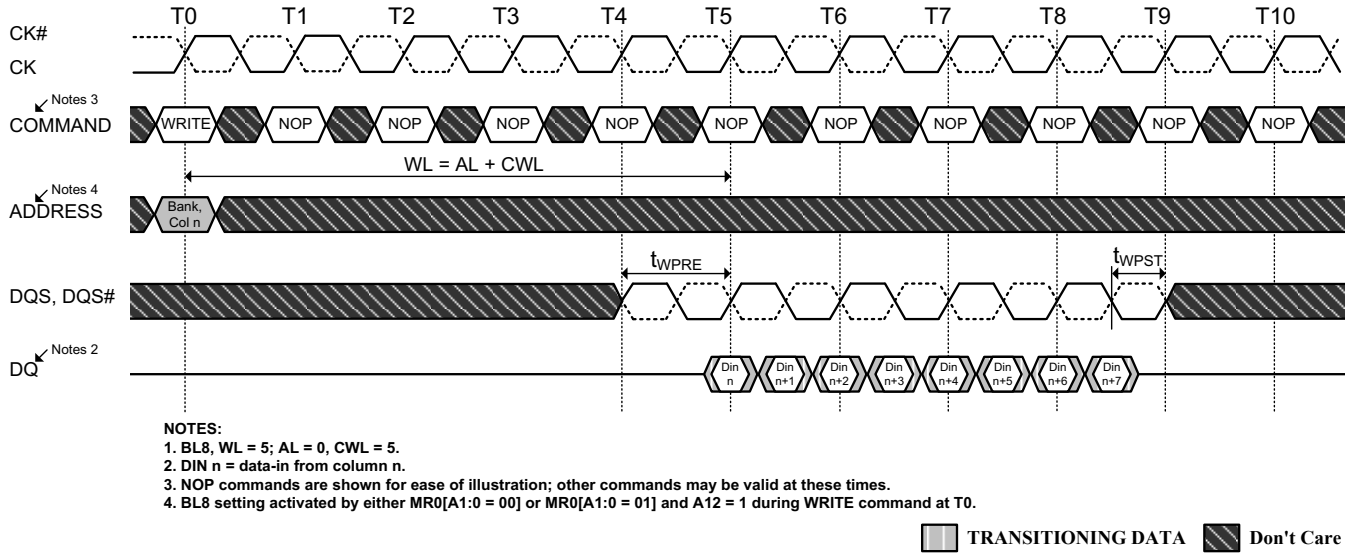 T0 T1 T2 T3 T4 T5 T6 T7 T8 T9 T10
CK#
CK
Notes 3
COMMAND
WRITE NOP NOP NOP NOP NOP NOP NOP NOP NOP NOP
WL = AL + CWL
Notes 4
ADDRESS
Bank,
Col n
tWPRE tWPST
DQS, DQS#
Notes 2
DQ
Din Din Din Din Din Din Din Din
n n+1 n+2 n+3 n+4 n+5 n+6 n+7
NOTES:
1. BL8, WL = 5; AL = 0, CWL = 5.
2. DIN n = data-in from column n.
3. NOP commands are shown for ease of illustration; other commands may be valid at these times.
4. BL8 setting activated by either MR0[A1:0 = 00] or MR0[A1:0 = 01] and A12 = 1 during WRITE command at T0.
TRANSITIONING DATA Don't Care